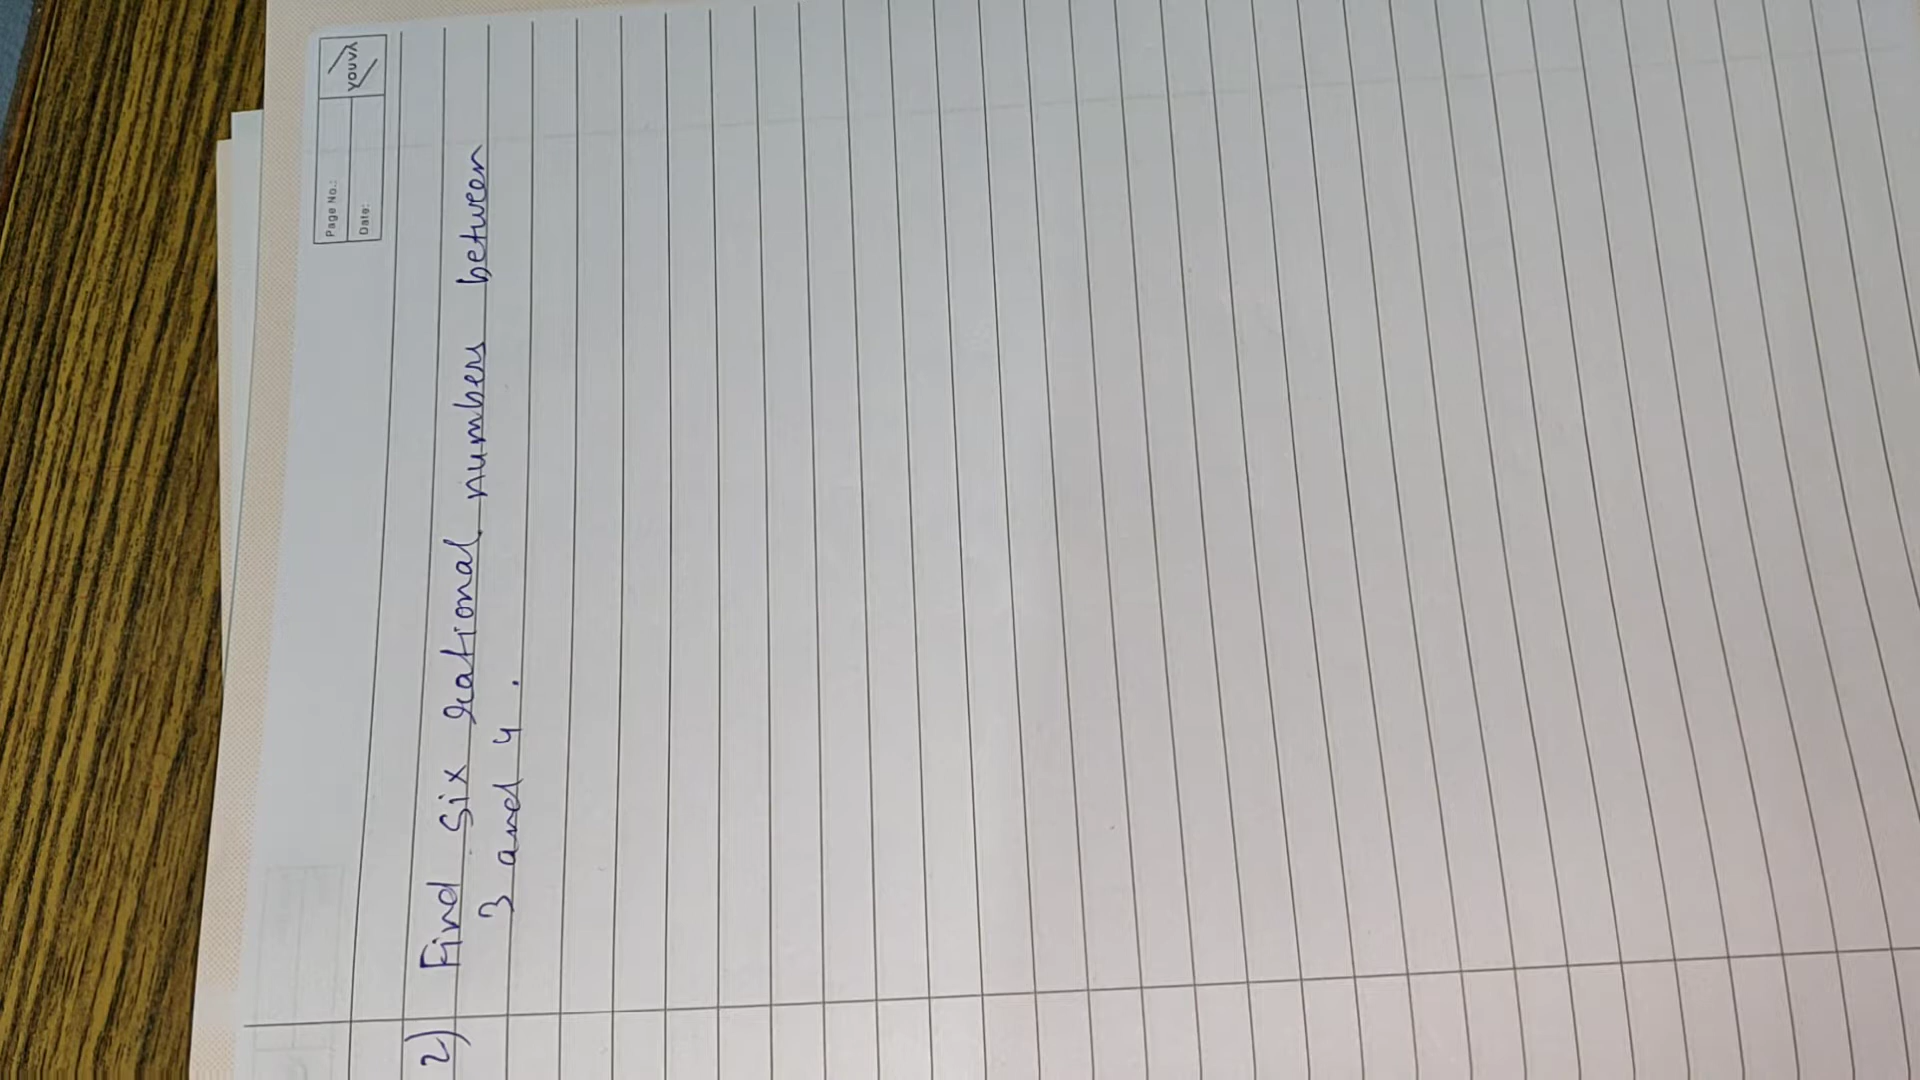 Page No.:
Date:
YOUVA
2) Find six rational numbers between
3 and 4.